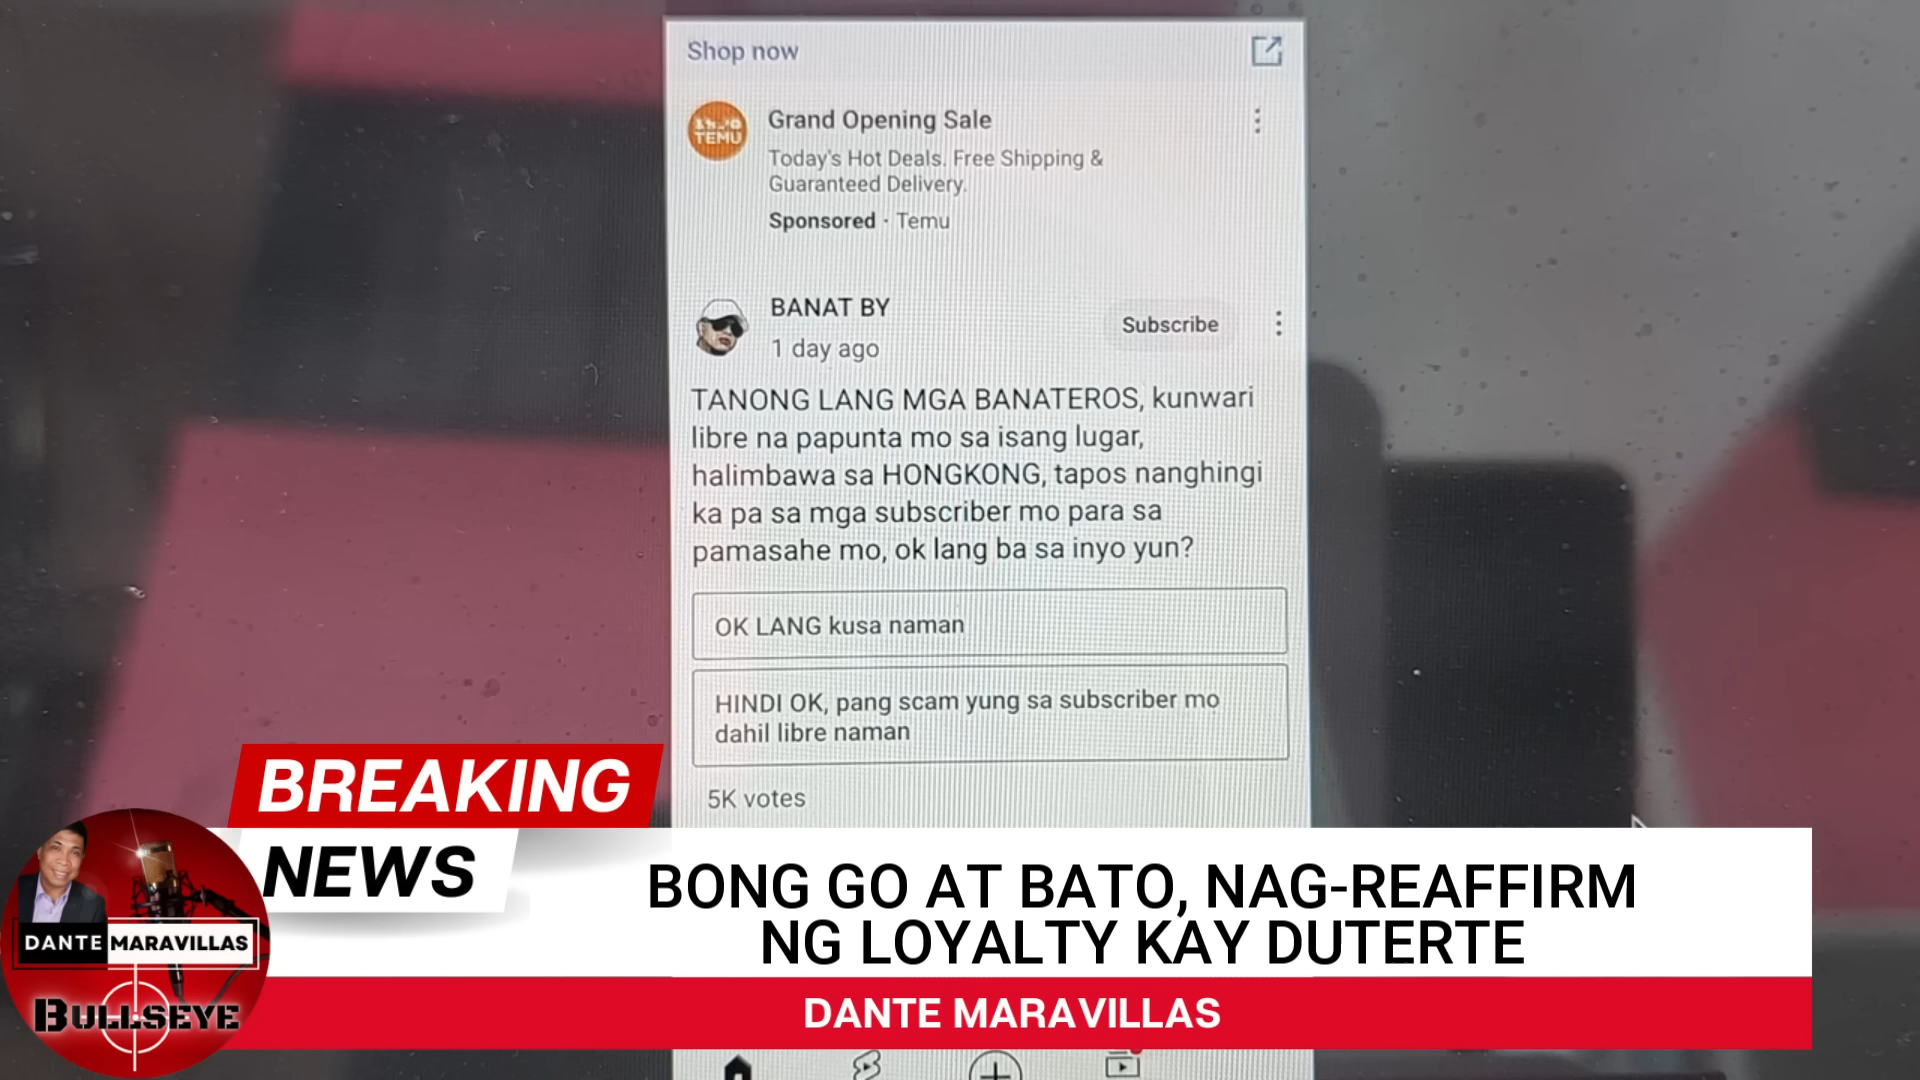 Shop now
TEMU
Grand Opening Sale
Today's Hot Deals. Free Shipping &
Guaranteed Delivery.
Sponsored · Temu
BANAT BY
1 day ago
Subscribe
TANONG LANG MGA BANATEROS, kunwari
libre na papunta mo sa isang lugar,
halimbawa sa HONGKONG, tapos nanghingi
ka pa sa mga subscriber mo para sa
pamasahe mo, ok lang ba sa inyo yun?
OK LANG kusa naman
HINDI OK, pang scam yung sa subscriber mo
dahil libre naman
5K votes
BREAKING
NEWS
BONG GO AT BATO, NAG-REAFFIRM
NG LOYALTY KAY DUTERTE
DANTE MARAVILLAS
DANTE MARAVILLAS
BULLSEYE